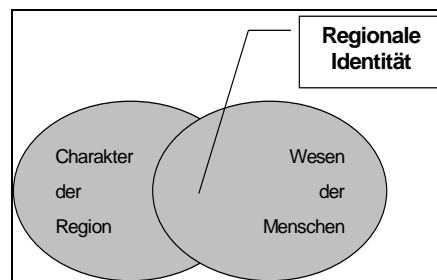 Regionale
Identität
Charakter
der
Region
Wesen
der
Menschen